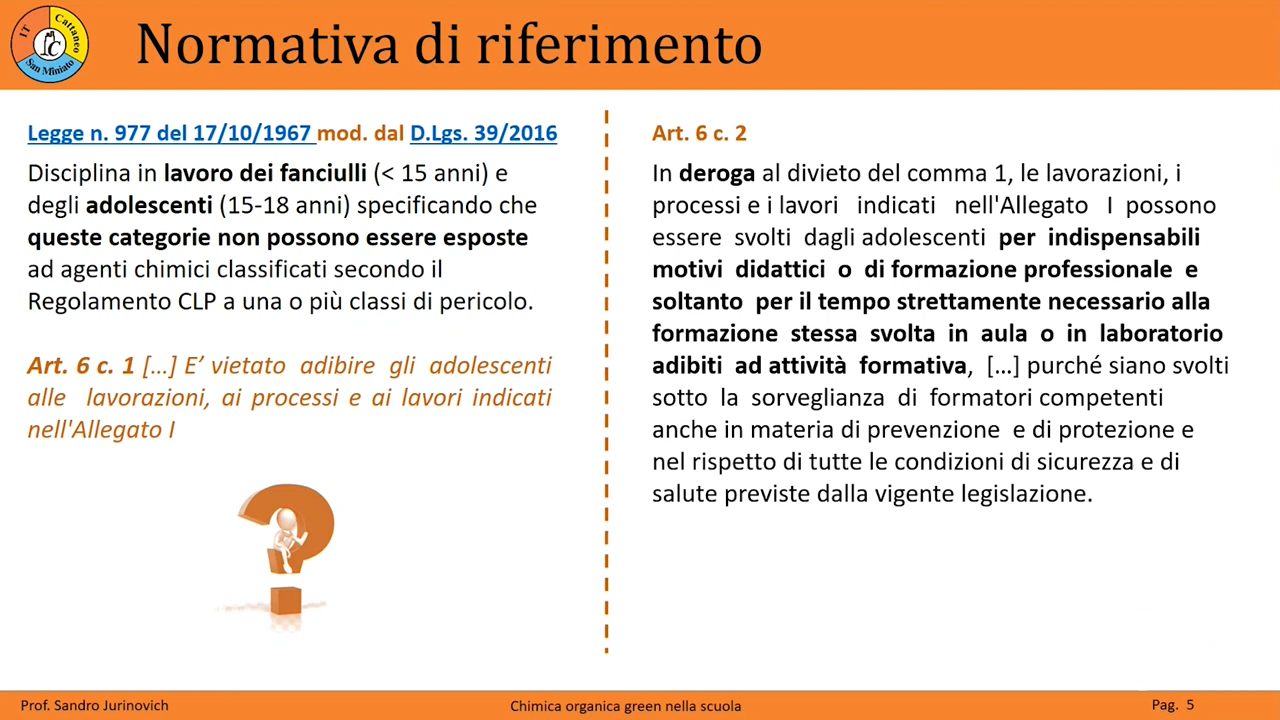 IT
Cattaneo
San Miniato
Normativa di riferimento
Legge n. 977 del 17/10/1967 mod. dal D.Lgs. 39/2016
Disciplina in lavoro dei fanciulli (< 15 anni) e
degli adolescenti (15-18 anni) specificando che
queste categorie non possono essere esposte
ad agenti chimici classificati secondo il
Regolamento CLP a una o più classi di pericolo.
Art. 6 c. 1 […] E’ vietato adibire gli adolescenti
alle lavorazioni, ai processi e ai lavori indicati
nell'Allegato I
Art. 6 c. 2
In deroga al divieto del comma 1, le lavorazioni, i
processi e i lavori indicati nell'Allegato I possono
essere svolti dagli adolescenti per indispensabili
motivi didattici o di formazione professionale e
soltanto per il tempo strettamente necessario alla
formazione stessa svolta in aula o in laboratorio
adibiti ad attività formativa, […] purché siano svolti
sotto la sorveglianza di formatori competenti
anche in materia di prevenzione e di protezione e
nel rispetto di tutte le condizioni di sicurezza e di
salute previste dalla vigente legislazione.
Prof. Sandro Jurinovich
Chimica organica green nella scuola
Pag. 5